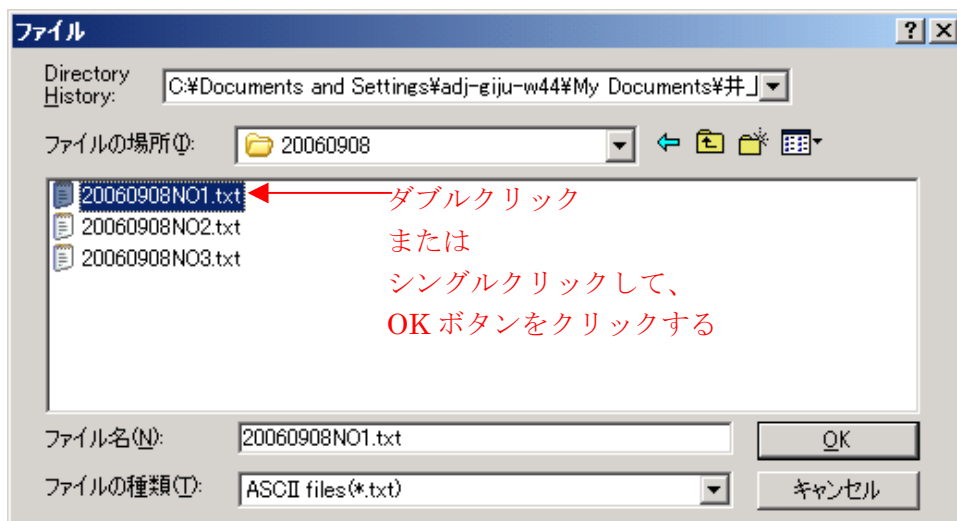 ファイル
Directory
History:
C:¥Documents and Settings¥adj-giju-w44¥My Documents¥井上
ファイルの場所(I):
20060908
20060908NO1.txt
ダブルクリック
20060908NO2.txt
または
20060908NO3.txt
シングルクリックして、
OK ボタンをクリックする
ファイル名(N):
20060908NO1.txt
OK
ファイルの種類(T):
ASCII files(*.txt)
キャンセル